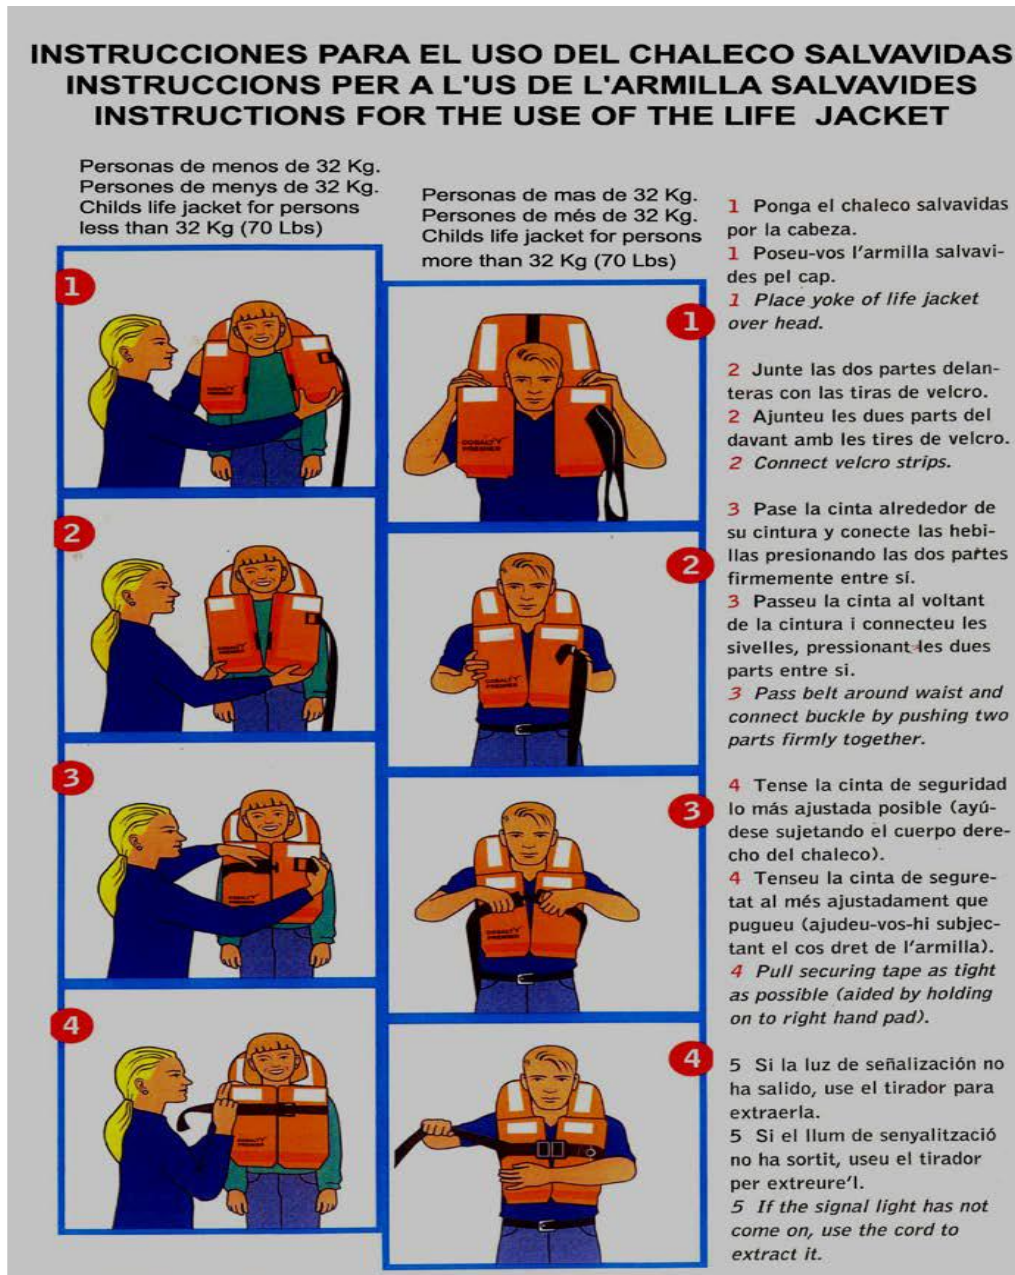 INSTRUCCIONES PARA EL USO DEL CHALECO SALVAVIDAS
INSTRUCCIONS PER A L'US DE L'ARMILLA SALVAVIDES
INSTRUCTIONS FOR THE USE OF THE LIFE JACKET
Personas de menos de 32 Kg.
Persones de menys de 32 Kg.
Childs life jacket for persons
less than 32 Kg (70 Lbs)
1
COBALT
PREMIER
2
COBALT
PREMIER
3
COBALT
PREMIER
4
COBALT
PREMIER
Personas de mas de 32 Kg.
Persones de més de 32 Kg.
Childs life jacket for persons
more than 32 Kg (70 Lbs)
1
COBALT
PREMIER
2
COBALT
PREMIER
3
COBALT
PREMIER
4
1 Ponga el chaleco salvavidas
por la cabeza.
1 Poseu-vos l'armilla salvavi-
des pel cap.
1 Place yoke of life jacket
over head.
2 Junte las dos partes delan-
teras con las tiras de velcro.
2 Ajunteu les dues parts del
davant amb les tires de velcro.
2 Connect velcro strips.
3 Pase la cinta alrededor de
su cintura y conecte las hebi-
llas presionando las dos partes
firmemente entre sí.
3 Passeu la cinta al voltant
de la cintura i connecteu les
sivelles, pressionant les dues
parts entre si.
3 Pass belt around waist and
connect buckle by pushing two
parts firmly together.
4 Tense la cinta de seguridad
lo más ajustada posible (ayú-
dese sujetando el cuerpo dere-
cho del chaleco).
4 Tenseu la cinta de segure-
tat al més ajustadament que
pugueu (ajudeu-vos-hi subjec-
tant el cos dret de l'armilla).
4 Pull securing tape as tight
as possible (aided by holding
on to right hand pad).
5 Si la luz de señalización no
ha salido, use el tirador para
extraerla.
5 Si el llum de senyalització
no ha sortit, useu el tirador
per extreure'l.
5 If the signal light has not
come on, use the cord to
extract it.